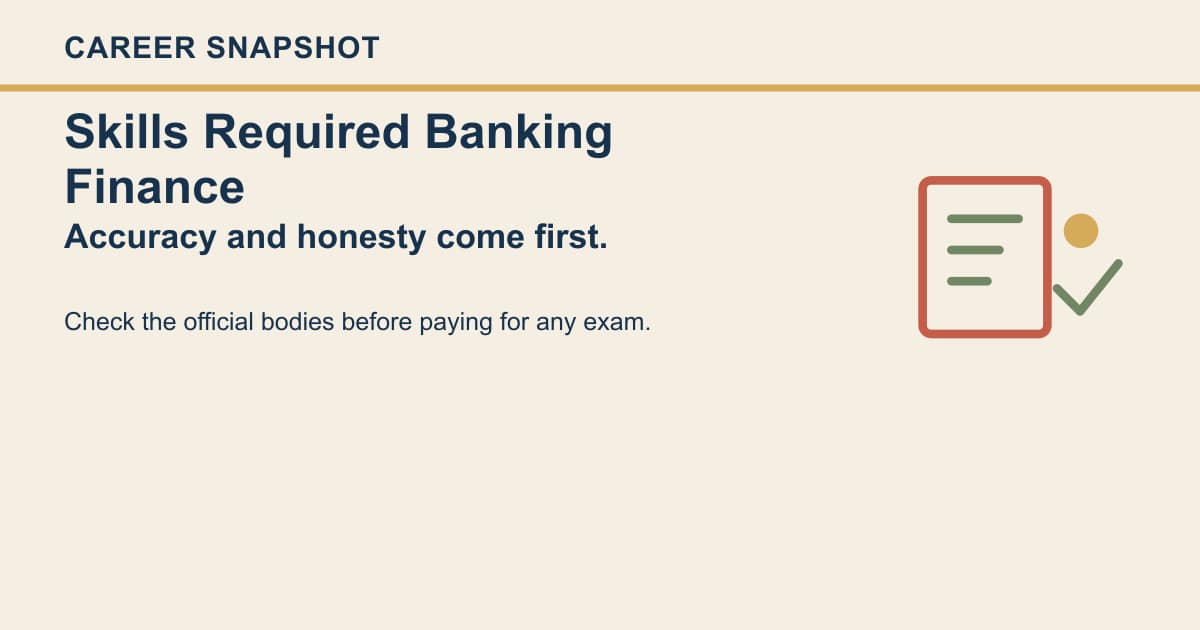 CAREER SNAPSHOT
Skills Required Banking
Finance
Accuracy and honesty come first.
Check the official bodies before paying for any exam.